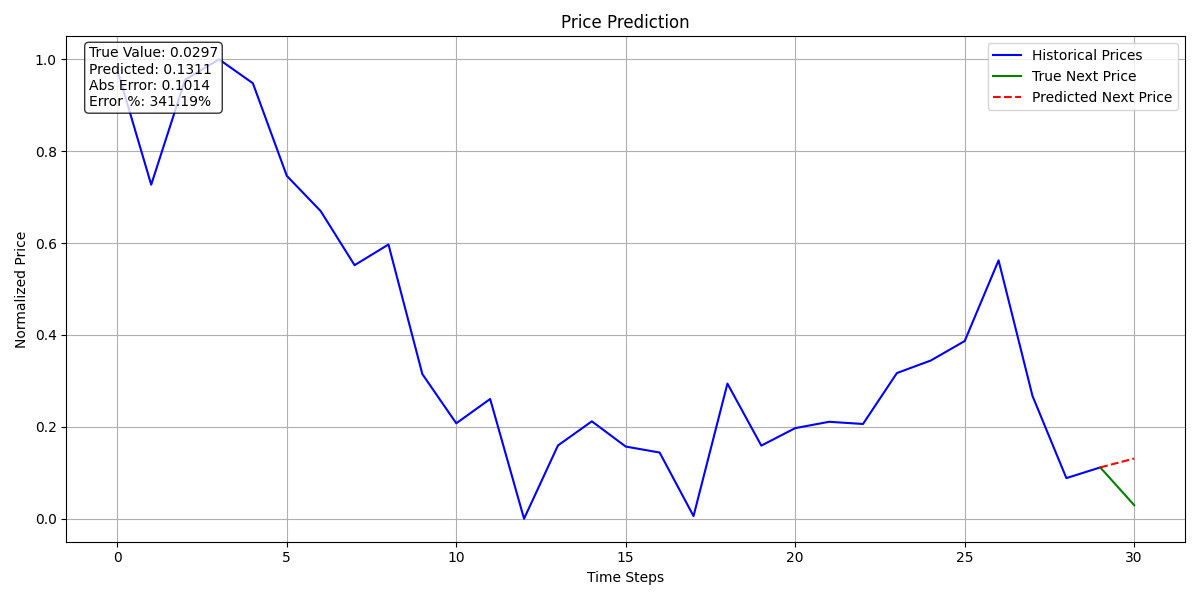 Price Prediction
True Value: 0.0297
Predicted: 0.1311
Abs Error: 0.1014
Error %: 341.19%
Historical Prices
True Next Price
Predicted Next Price
Normalized Price
1.0
0.8
0.6
0.4
0.2
0.0
0 5 10 15 20 25 30
Time Steps